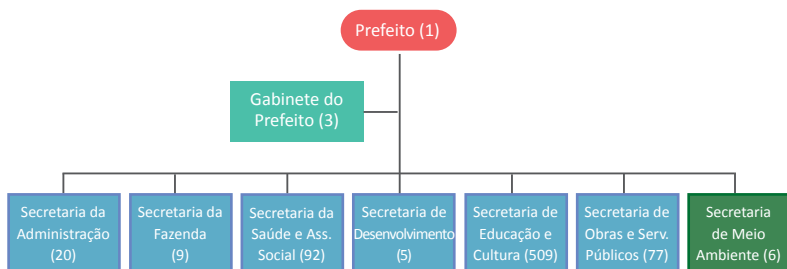 Prefeito (1)
Gabinete do
Prefeito (3)
Secretaria da
Administração
(20)
Secretaria da
Fazenda
(9)
Secretaria da
Saúde e Ass.
Social (92)
Secretaria de
Desenvolvimento
(5)
Secretaria de
Educação e
Cultura (509)
Secretaria de
Obras e Serv.
Públicos (77)
Secretaria
de Meio
Ambiente (6)